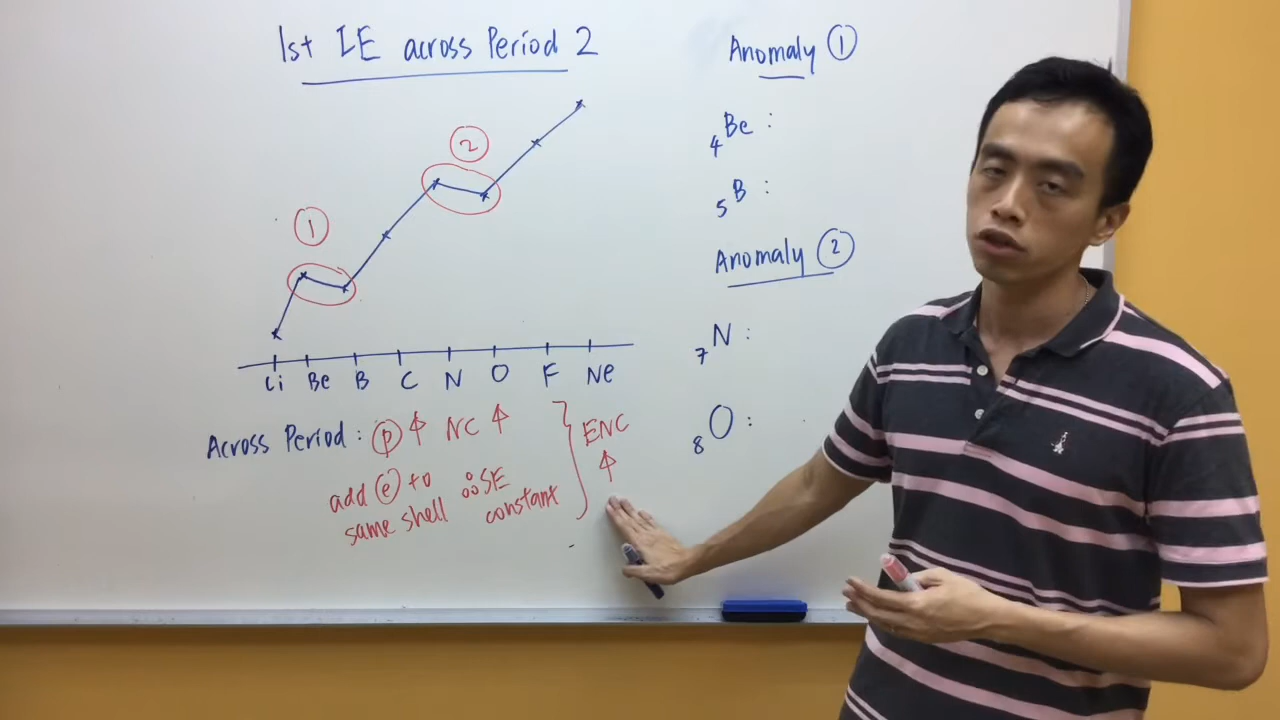 1st IE across Period 2
①
②
Li Be B C N O F Ne
Across Period: ⓟ ↑ NC ↑
add ⓔ to
same shell
∴ SE
constant
ENC
↑
Anomaly ①
₄Be :
₅B :
Anomaly ②
₇N :
₈O :